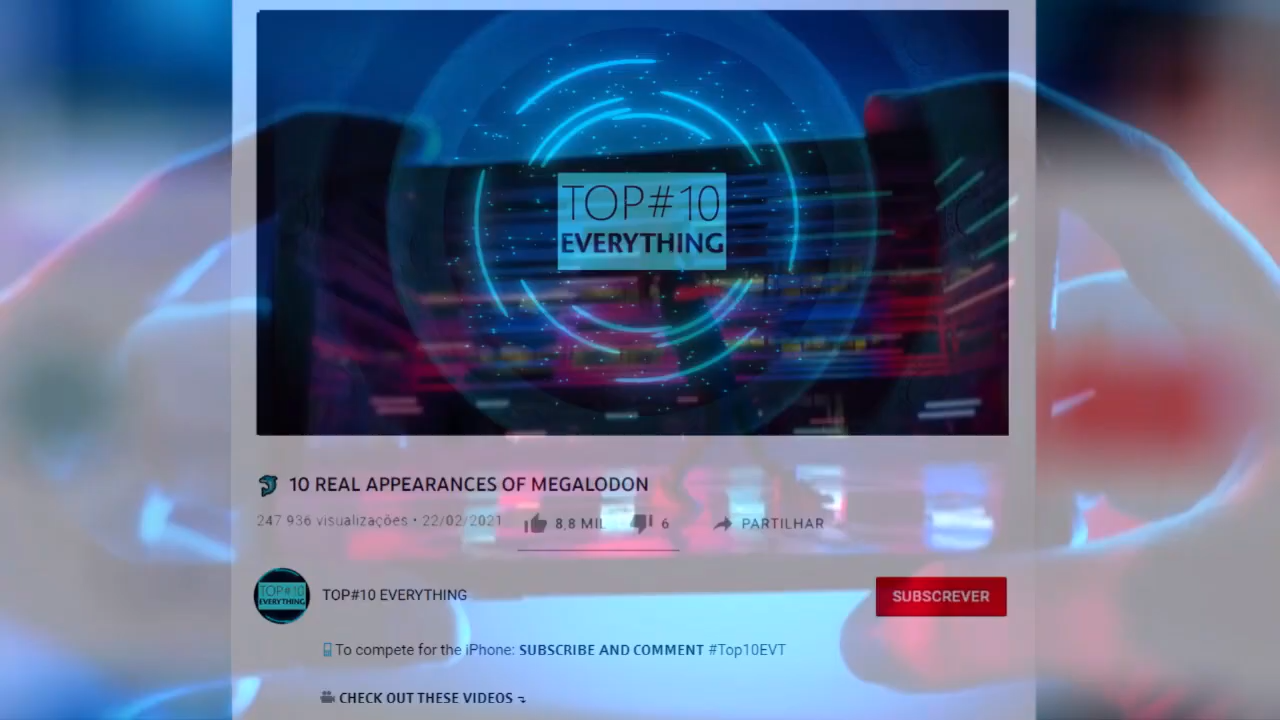 TOP#10
EVERYTHING
10 REAL APPEARANCES OF MEGALODON
247 936 visualizações • 22/02/2021 8,8 MIL 6 PARTILHAR
TOP#10
EVERYTHING
TOP#10 EVERYTHING
SUBSCREVER
To compete for the iPhone: SUBSCRIBE AND COMMENT #Top10EVT
CHECK OUT THESE VIDEOS